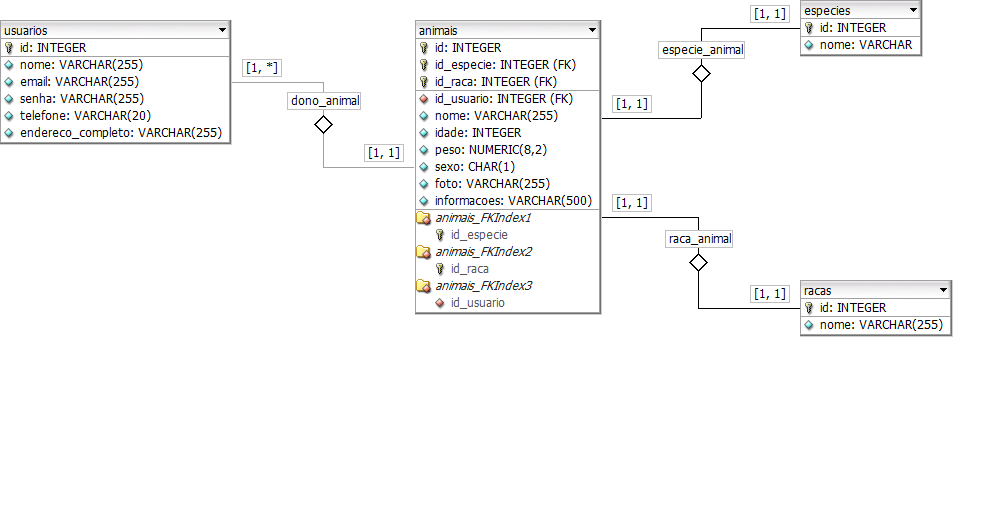 usuarios
id: INTEGER
nome: VARCHAR(255)
email: VARCHAR(255)
senha: VARCHAR(255)
telefone: VARCHAR(20)
endereco_completo: VARCHAR(255)
[1, *]
dono_animal
[1, 1]
animais
id: INTEGER
id_especie: INTEGER (FK)
id_raca: INTEGER (FK)
id_usuario: INTEGER (FK)
nome: VARCHAR(255)
idade: INTEGER
peso: NUMERIC(8,2)
sexo: CHAR(1)
foto: VARCHAR(255)
informacoes: VARCHAR(500)
animais_FKIndex1
id_especie
animais_FKIndex2
id_raca
animais_FKIndex3
id_usuario
[1, 1]
especie_animal
[1, 1]
especies
id: INTEGER
nome: VARCHAR
[1, 1]
raca_animal
[1, 1]
racas
id: INTEGER
nome: VARCHAR(255)